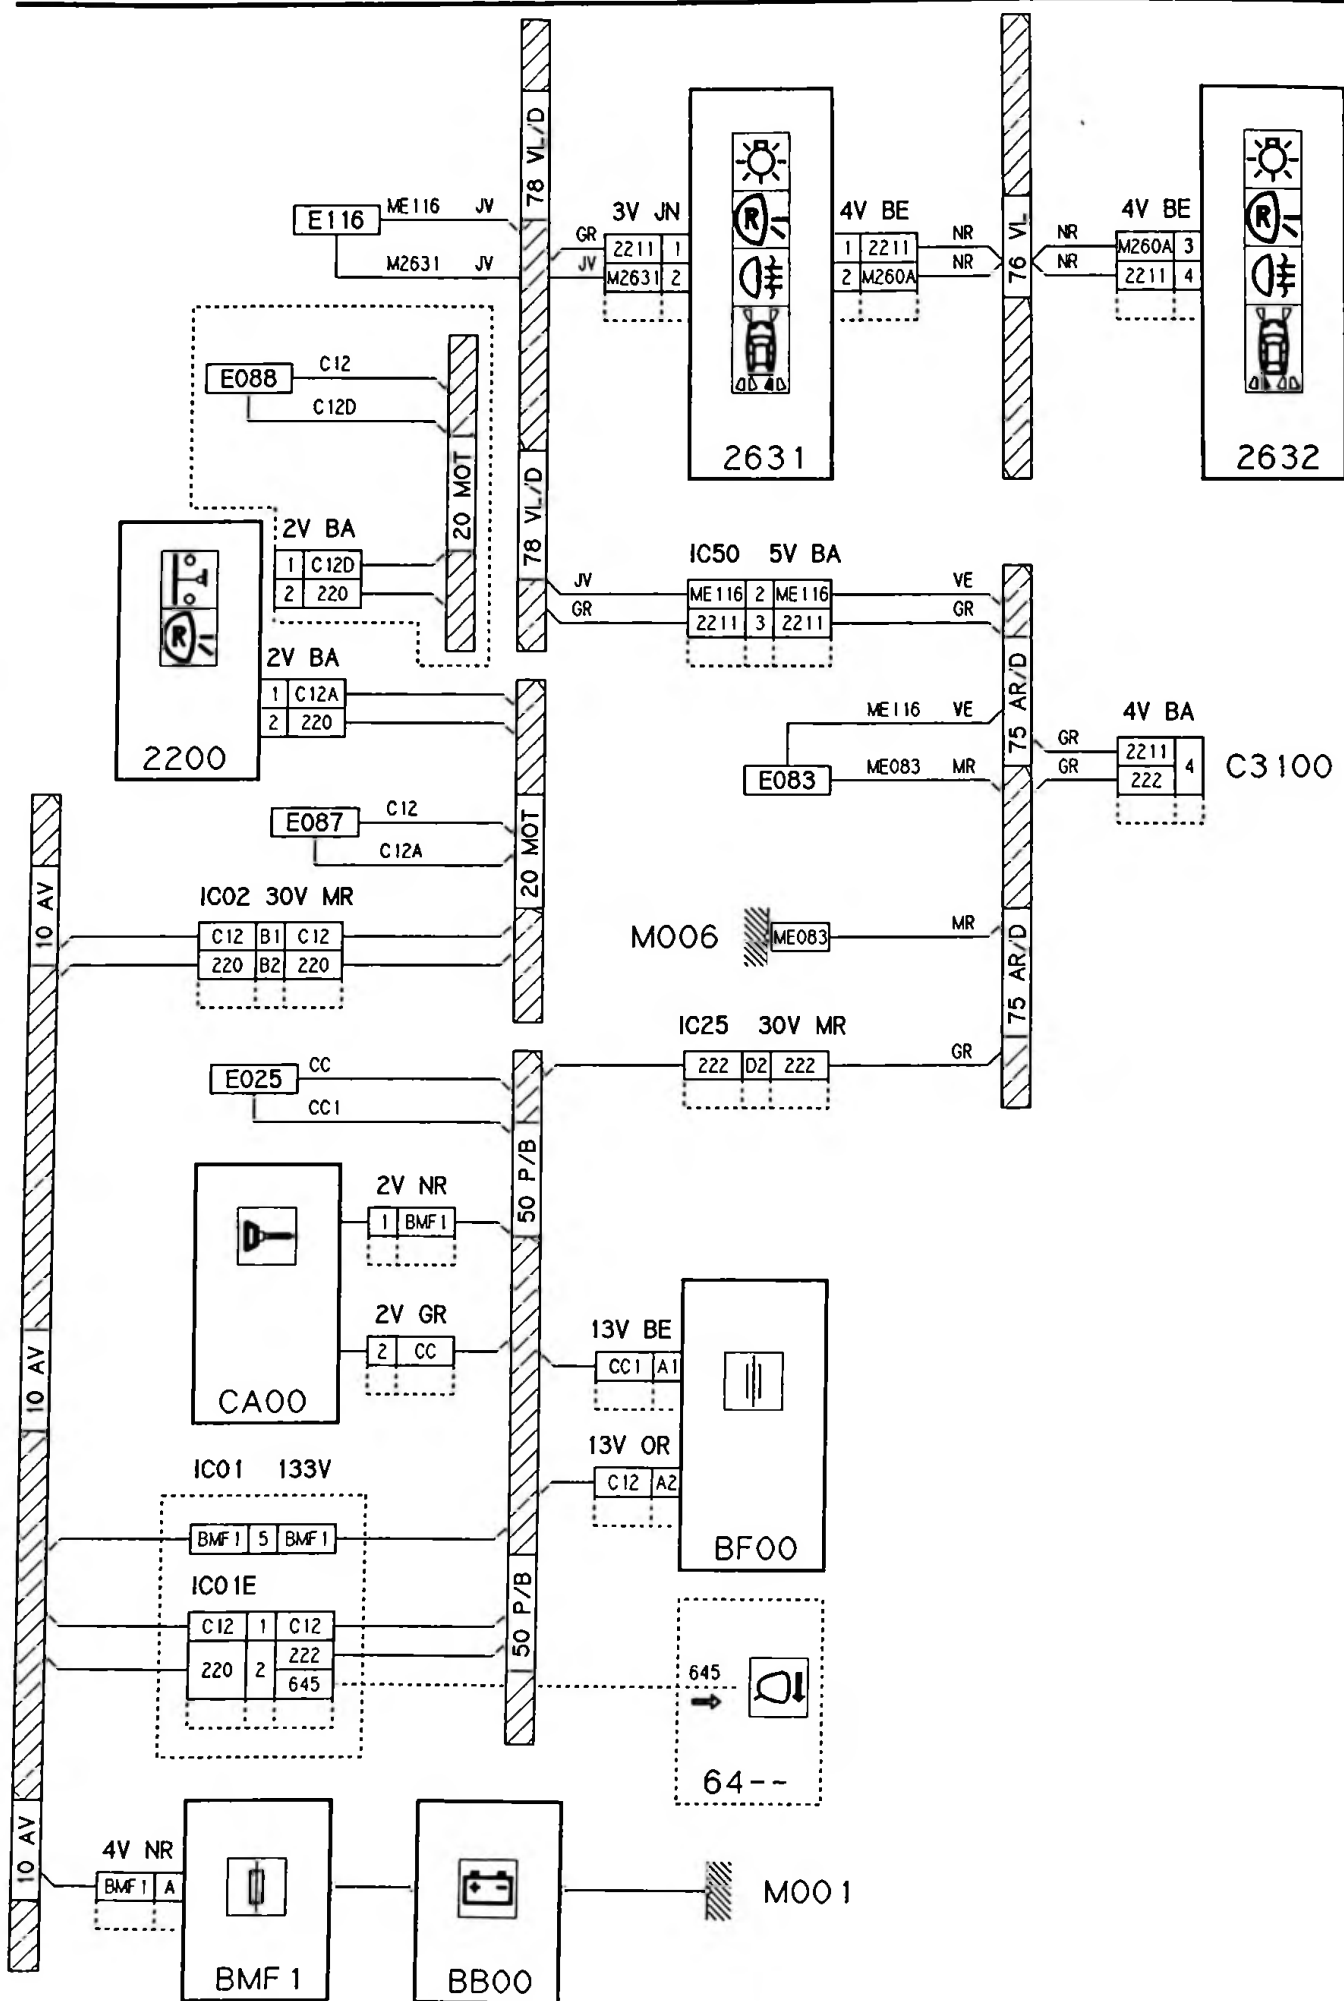 78 VL/D
76 VL
E116
ME116 JV
M2631 JV
GR
JV
3V JN
2211 1
M2631 2
2631
4V BE
1 2211
2 M260A
NR
NR
NR
NR
4V BE
M260A 3
2211 4
2632
E088
C12
C12D
20 MOT
78 VL/D
2V BA
1 C12D
2 220
2200
2V BA
1 C12A
2 220
JV
GR
IC50 5V BA
ME116 2 ME116
2211 3 2211
VE
GR
75 AR/D
ME116 VE
E083
ME083 MR
GR
GR
4V BA
2211
222
4
C3100
E087
C12
C12A
20 MOT
10 AV
IC02 30V MR
C12 B1 C12
220 B2 220
M006
ME083
MR
75 AR/D
IC25 30V MR
222 D2 222
GR
E025
CC
CC1
50 P/B
CA00
2V NR
1 BMF1
2V GR
2 CC
10 AV
13V BE
CC1 A1
13V OR
C12 A2
BF00
IC01 133V
BMF1 5 BMF1
IC01E
C12 1 C12
220 2 222
645
50 P/B
645
64--
10 AV
4V NR
BMF1 A
BMF1
+ -
BB00
M001
R
R
R